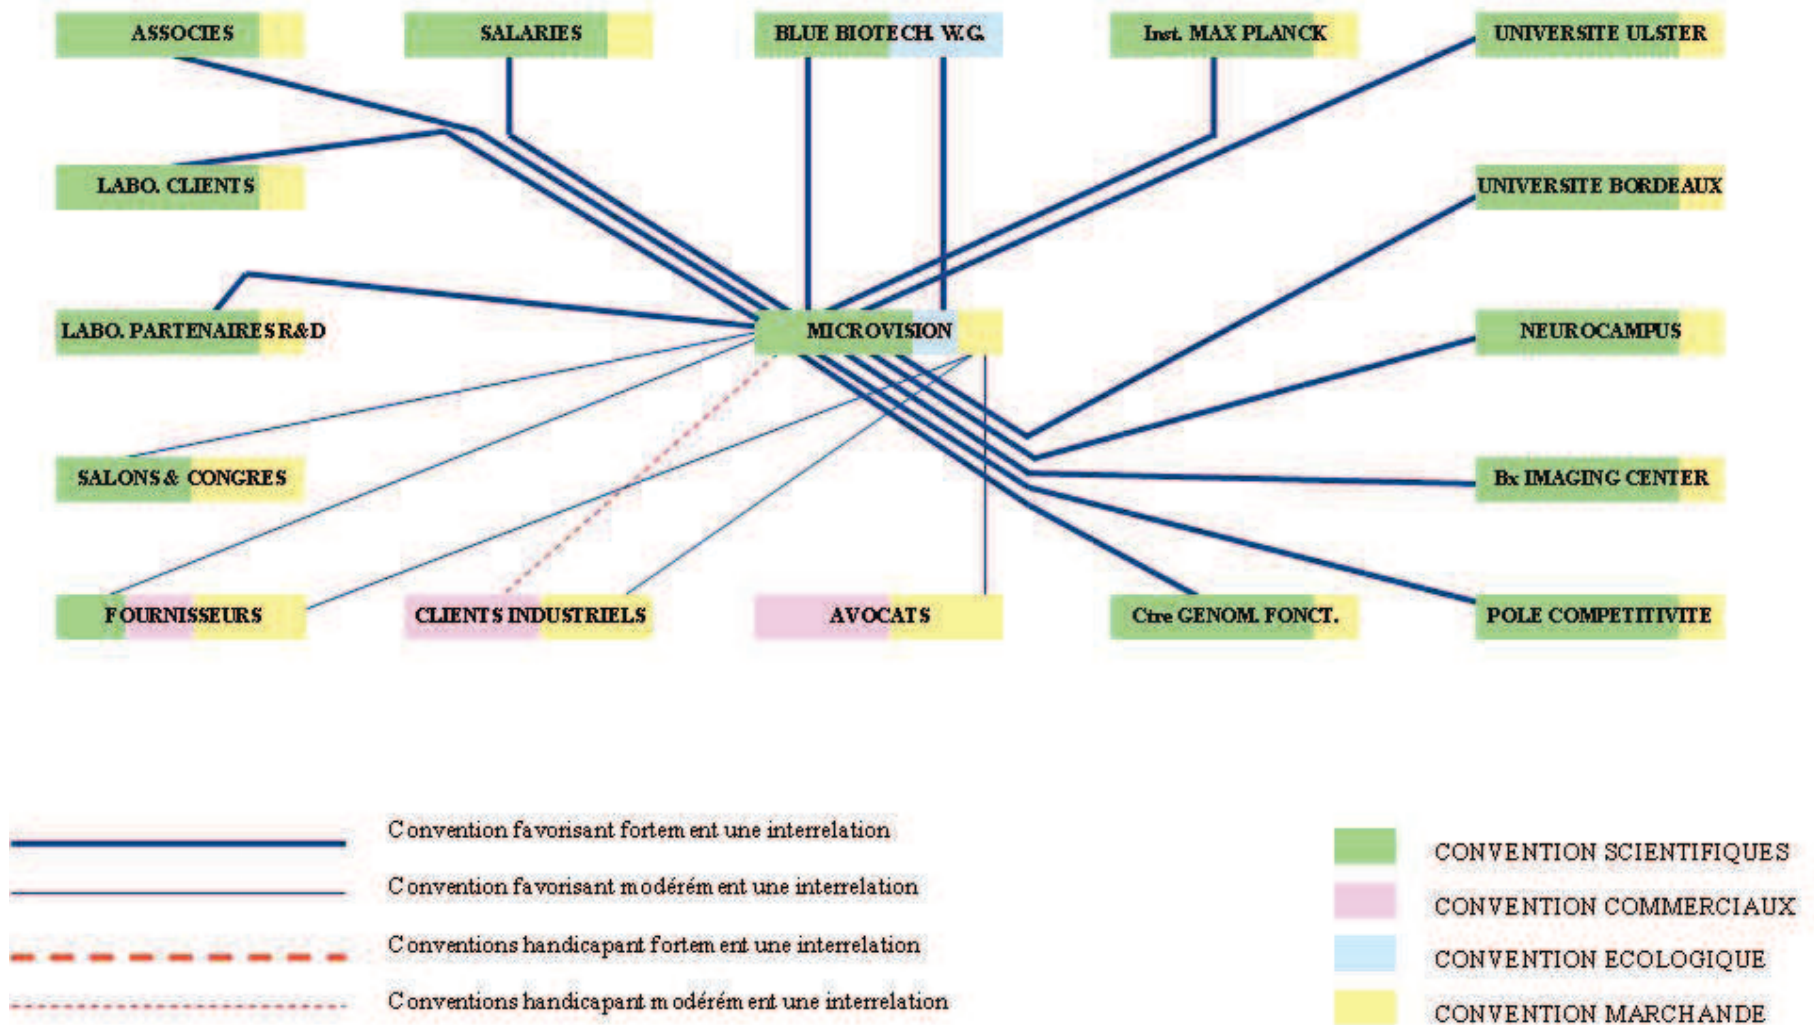 ASSOCIES
SALARIES
BLUE BIOTECH. W.G.
Inst. MAX PLANCK
UNIVERSITE ULSTER
LABO. CLIENTS
UNIVERSITE BORDEAUX
LABO. PARTENAIRES R&D
MICROVISION
NEUROCAMPUS
SALONS & CONGRES
Bx IMAGING CENTER
FOURNISSEURS
CLIENTS INDUSTRIELS
AVOCATS
Ctre GENOM. FONCT.
POLE COMPETITIVITE
Convention favorisant fortement une interrelation
Convention favorisant modérément une interrelation
Conventions handicapant fortement une interrelation
Conventions handicapant modérément une interrelation
CONVENTION SCIENTIFIQUES
CONVENTION COMMERCIAUX
CONVENTION ECOLOGIQUE
CONVENTION MARCHANDE